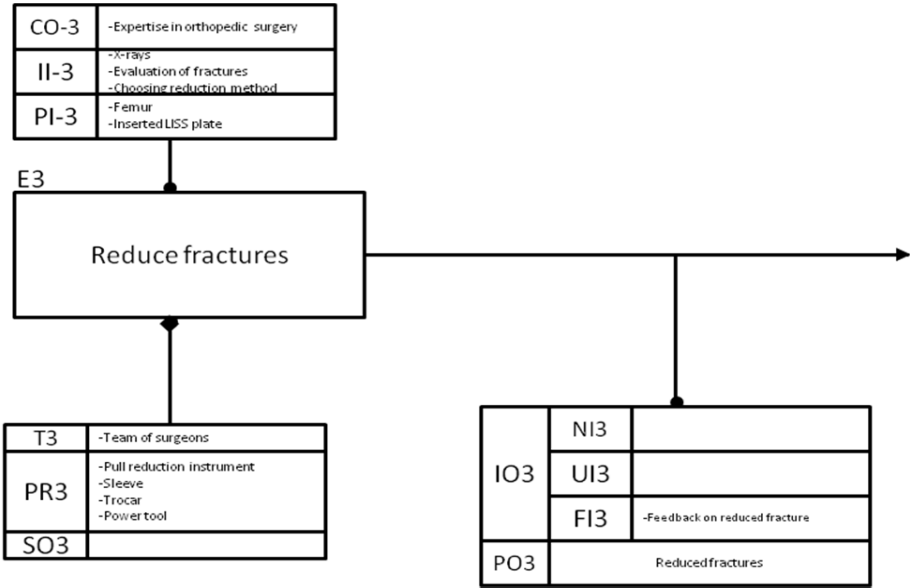 CO-3 -Expertise in orthopedic surgery
II-3 -X-rays
-Evaluation of fractures
-Choosing reduction method
PI-3 -Femur
-Inserted LISS plate
E3
Reduce fractures
T3 -Team of surgeons
PR3 -Pull reduction instrument
-Sleeve
-Trocar
-Power tool
SO3
IO3
NI3
UI3
FI3 -Feedback on reduced fracture
PO3 Reduced fractures